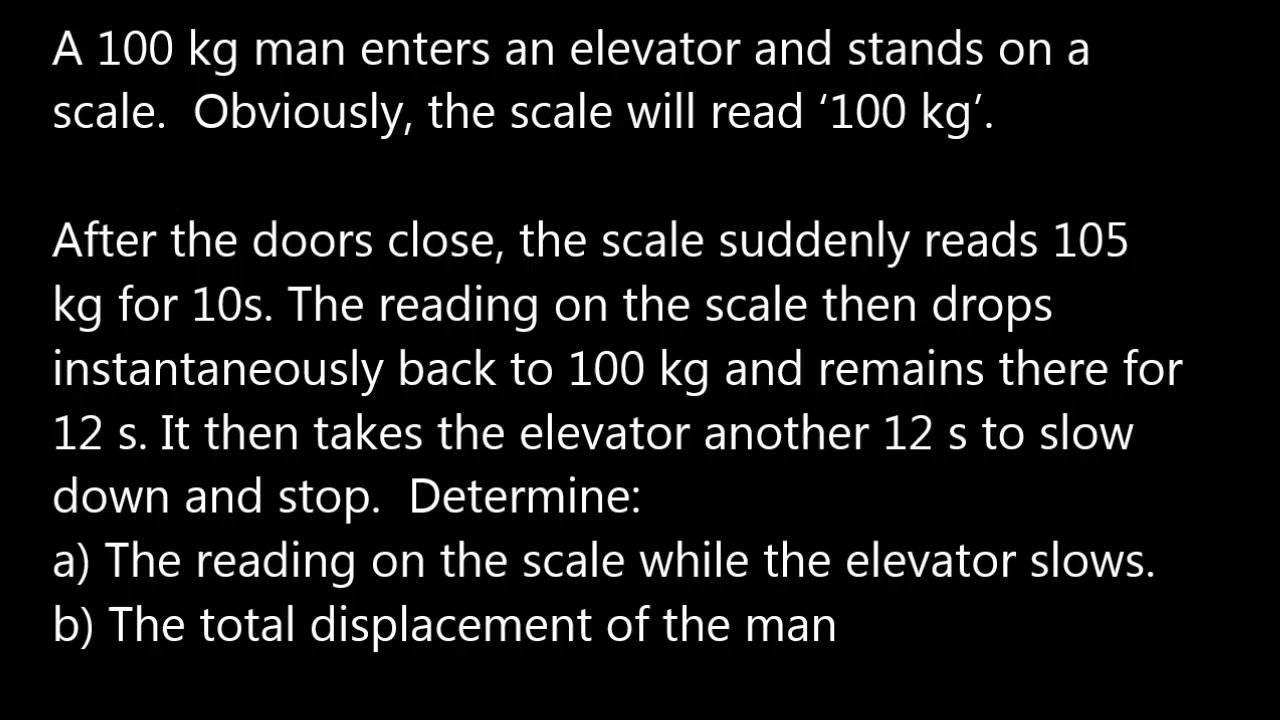 A 100 kg man enters an elevator and stands on a
scale.  Obviously, the scale will read ‘100 kg’.
After the doors close, the scale suddenly reads 105
kg for 10s. The reading on the scale then drops
instantaneously back to 100 kg and remains there for
12 s. It then takes the elevator another 12 s to slow
down and stop.  Determine:
a) The reading on the scale while the elevator slows.
b) The total displacement of the man